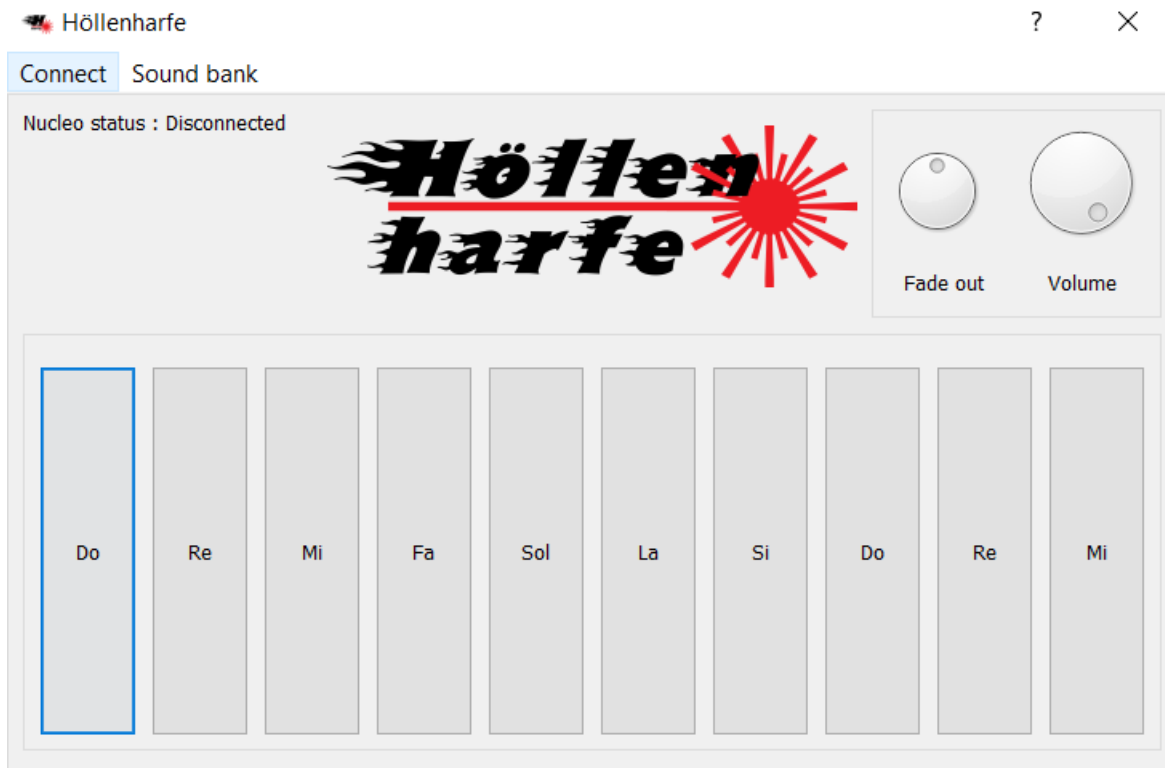 Höllenharfe
?
Connect Sound bank
Nucleo status : Disconnected
Höllen
harfe
Fade out Volume
Do Re Mi Fa Sol La Si Do Re Mi